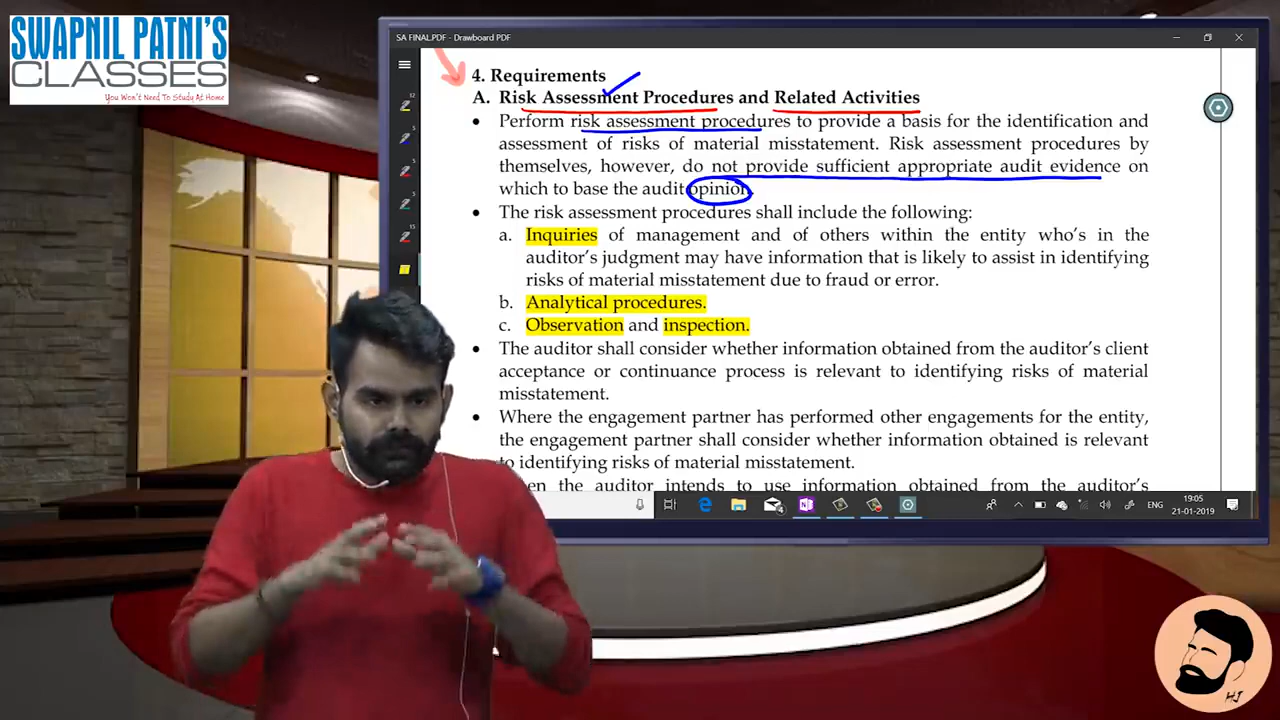 SWAPNIL PATNI'S
CLASSES
You Won't Need To Study At Home
SA FINAL.PDF - Drawboard PDF
4. Requirements
A. Risk Assessment Procedures and Related Activities
• Perform risk assessment procedures to provide a basis for the identification and
assessment of risks of material misstatement. Risk assessment procedures by
themselves, however, do not provide sufficient appropriate audit evidence on
which to base the audit opinion.
• The risk assessment procedures shall include the following:
a. Inquiries of management and of others within the entity who's in the
auditor's judgment may have information that is likely to assist in identifying
risks of material misstatement due to fraud or error.
b. Analytical procedures.
c. Observation and inspection.
• The auditor shall consider whether information obtained from the auditor's client
acceptance or continuance process is relevant to identifying risks of material
misstatement.
• Where the engagement partner has performed other engagements for the entity,
the engagement partner shall consider whether information obtained is relevant
to identifying risks of material misstatement.
the auditor intends to use information obtained from the auditor's
ENG
19:05
21-01-2019
HJ